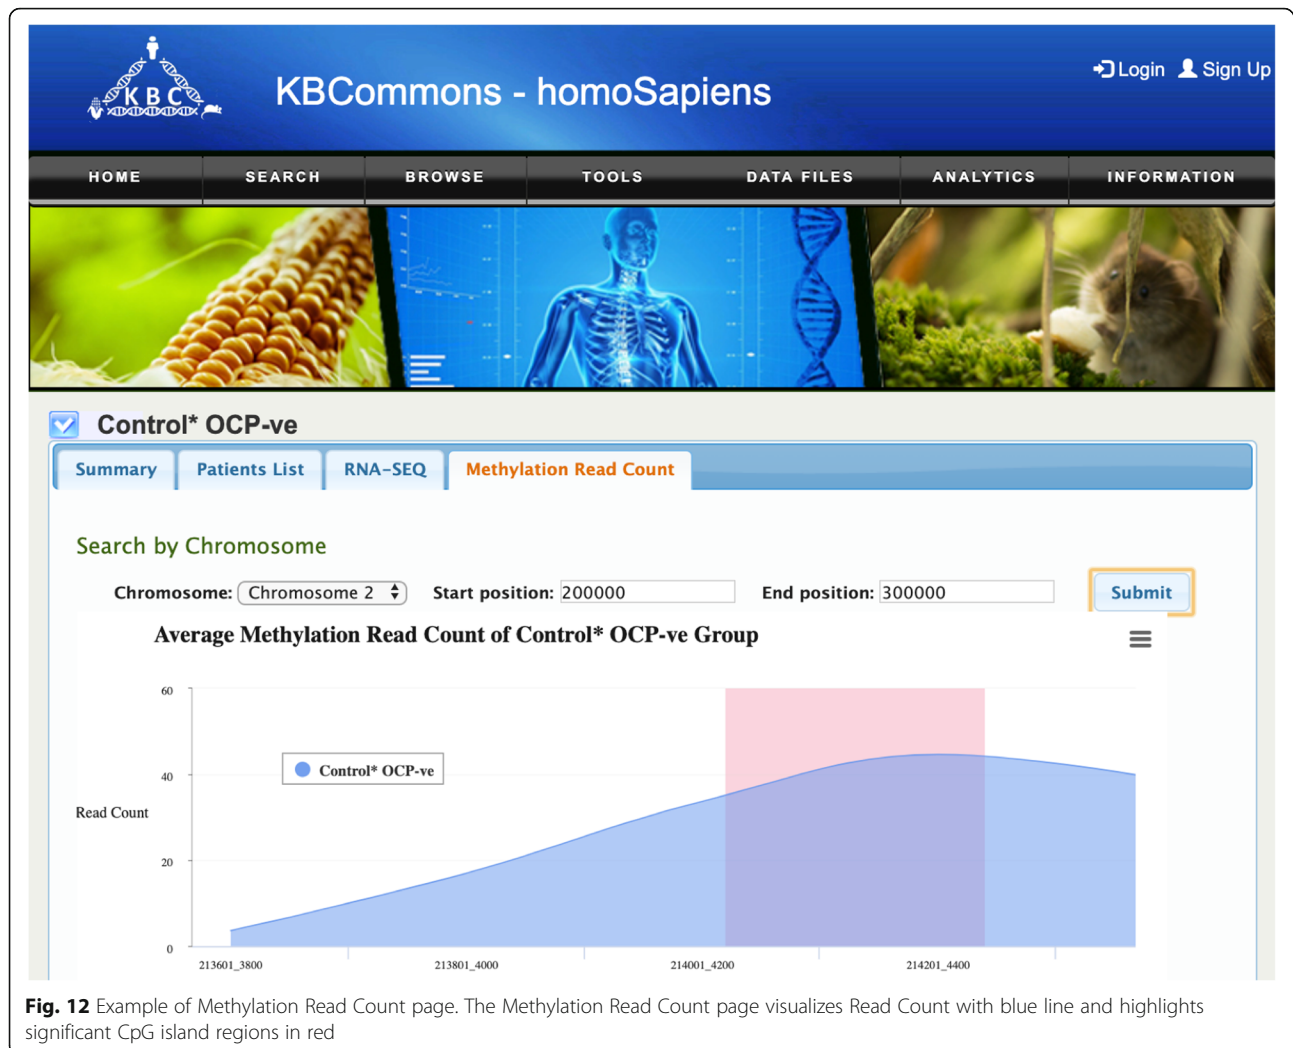 KBC
KBCommons - homoSapiens
Login Sign Up
HOME SEARCH BROWSE TOOLS DATA FILES ANALYTICS INFORMATION
Control* OCP-ve
Summary Patients List RNA-SEQ Methylation Read Count
Search by Chromosome
Chromosome: Chromosome 2 Start position: 200000 End position: 300000 Submit
Average Methylation Read Count of Control* OCP-ve Group
60
Control* OCP-ve
40
Read Count
20
0
213601_3800 213801_4000 214001_4200 214201_4400
Fig. 12 Example of Methylation Read Count page. The Methylation Read Count page visualizes Read Count with blue line and highlights
significant CpG island regions in red